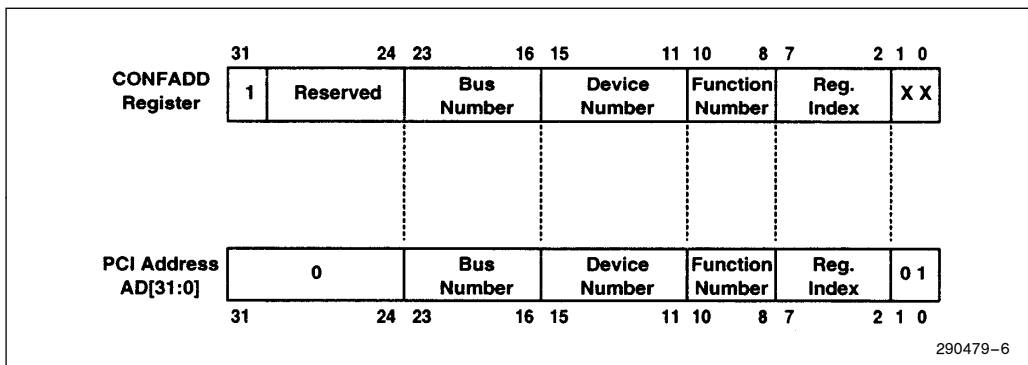 31 24 23 16 15 11 10 8 7 2 1 0
CONFADD Register 1 Reserved Bus Number Device Number Function Number Reg. Index X X
PCI Address AD[31:0] 0 Bus Number Device Number Function Number Reg. Index 0 1
31 24 23 16 15 11 10 8 7 2 1 0
290479–6